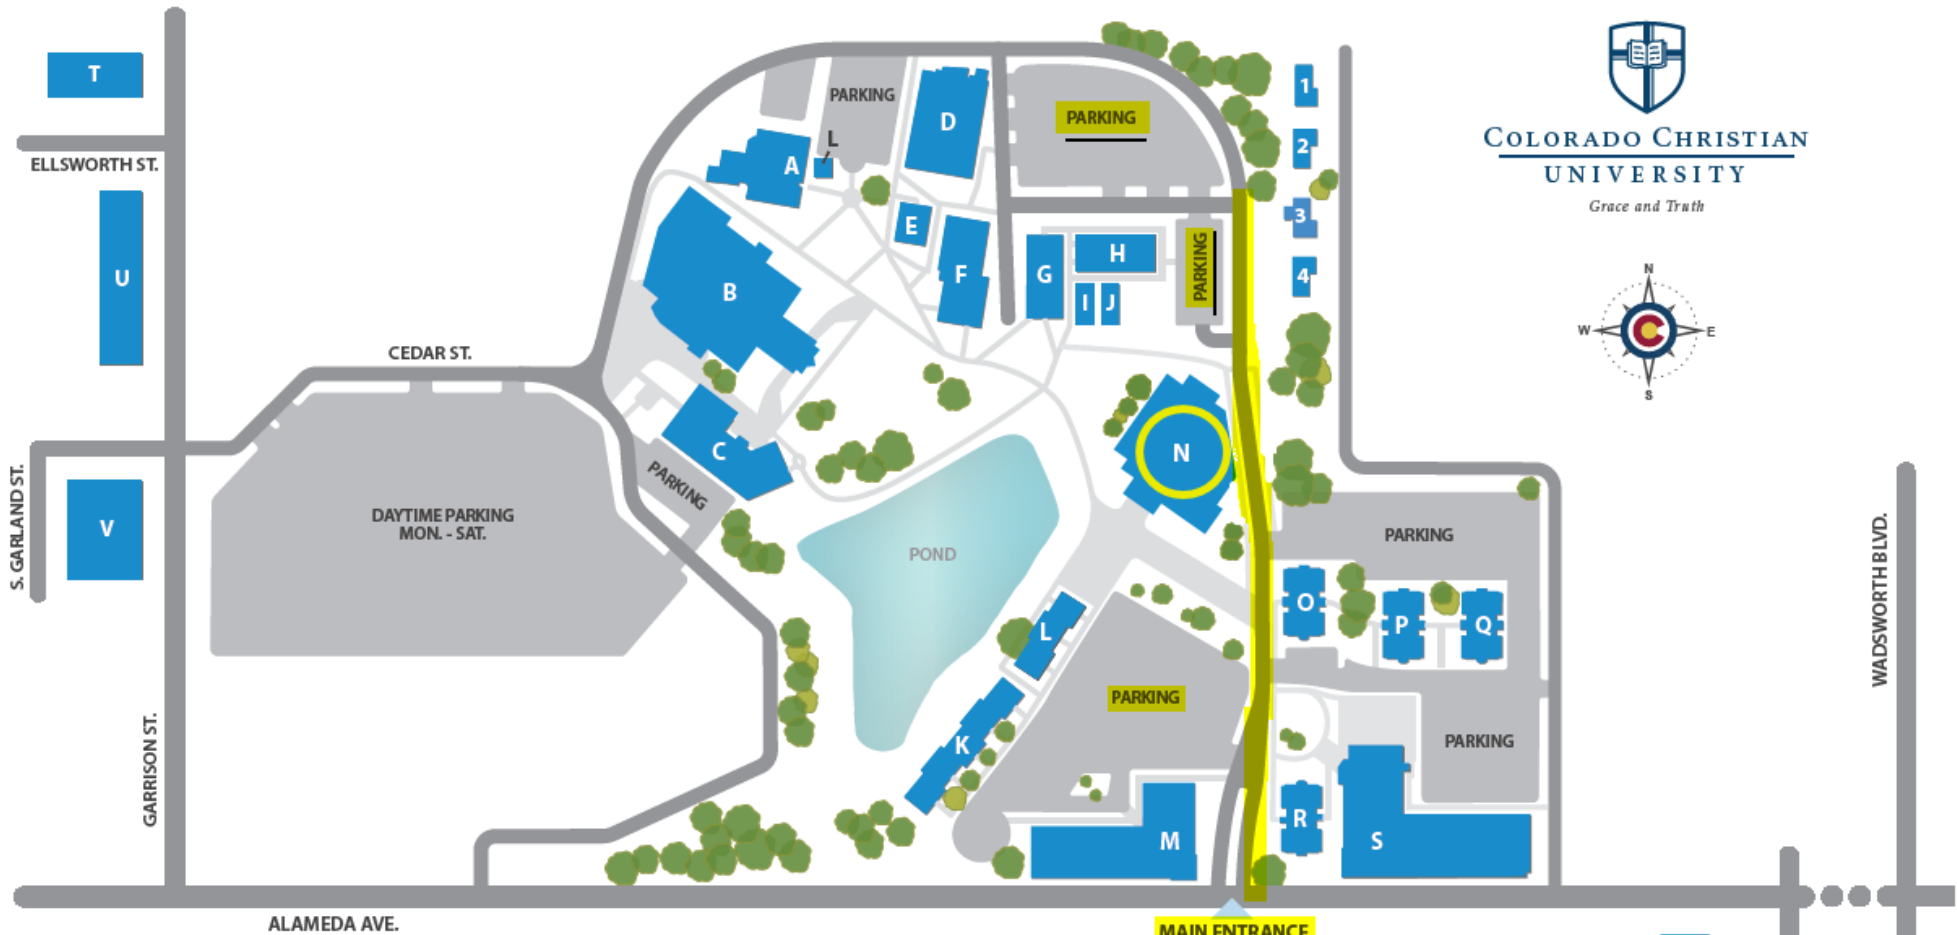 T
ELLSWORTH ST.
U
CEDAR ST.
S. GARLAND ST.
V
DAYTIME PARKING
MON. - SAT.
GARRISON ST.
ALAMEDA AVE.
PARKING
L
A
D
PARKING
E
F
B
G
H
I
J
PARKING
C
PARKING
N
POND
L
K
PARKING
M
MAIN ENTRANCE
1
2
3
4
PARKING
O
P
Q
PARKING
R
S
COLORADO CHRISTIAN
UNIVERSITY
Grace and Truth
N
W
C
E
S
WADSWORTH BLVD.